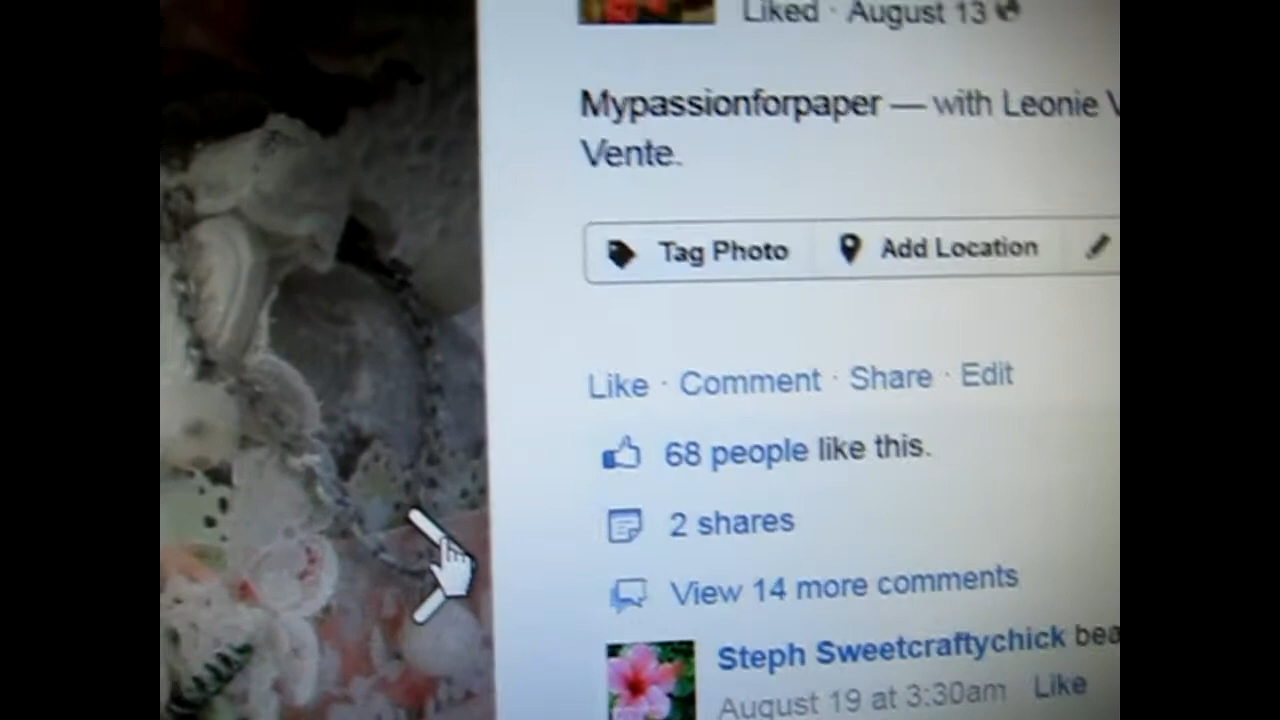 Liked · August 13
Mypassionforpaper — with Leonie
Vente.
Tag Photo Add Location
Like · Comment · Share · Edit
68 people like this.
2 shares
View 14 more comments
Steph Sweetcraftychick
August 19 at 3:30am Like